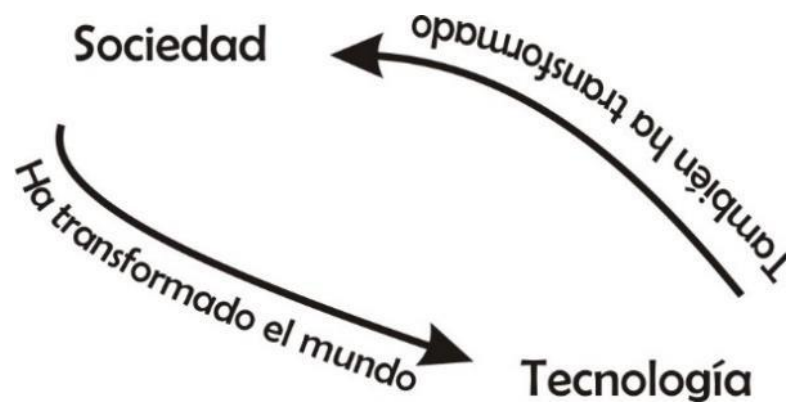 Sociedad
También ha transformado
Ha transformado el mundo
Tecnología